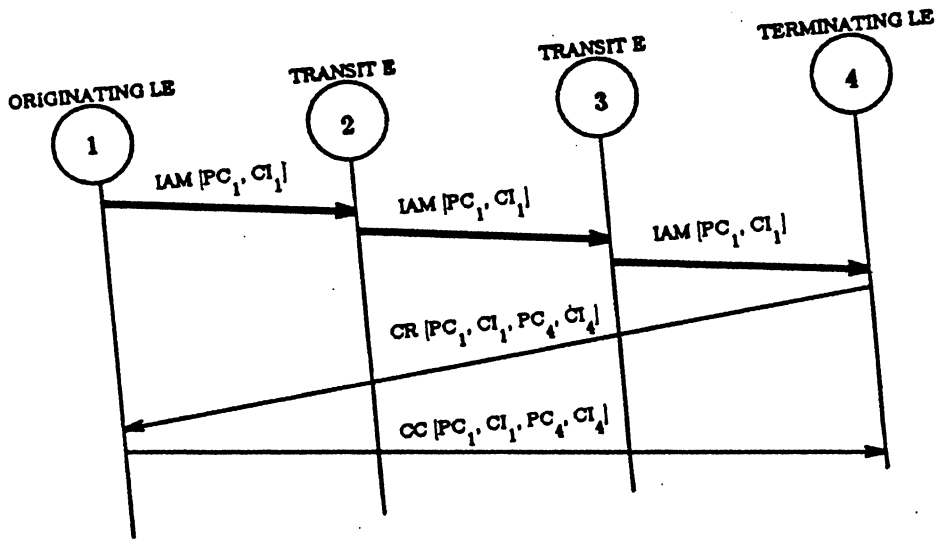 TERMINATING LE
TRANSIT E
TRANSIT E
ORIGINATING LE
4
3
2
1
IAM [PC₁, CI₁]
IAM [PC₁, CI₁]
IAM [PC₁, CI₁]
CR [PC₁, CI₁, PC₄, CI₄]
CC [PC₁, CI₁, PC₄, CI₄]